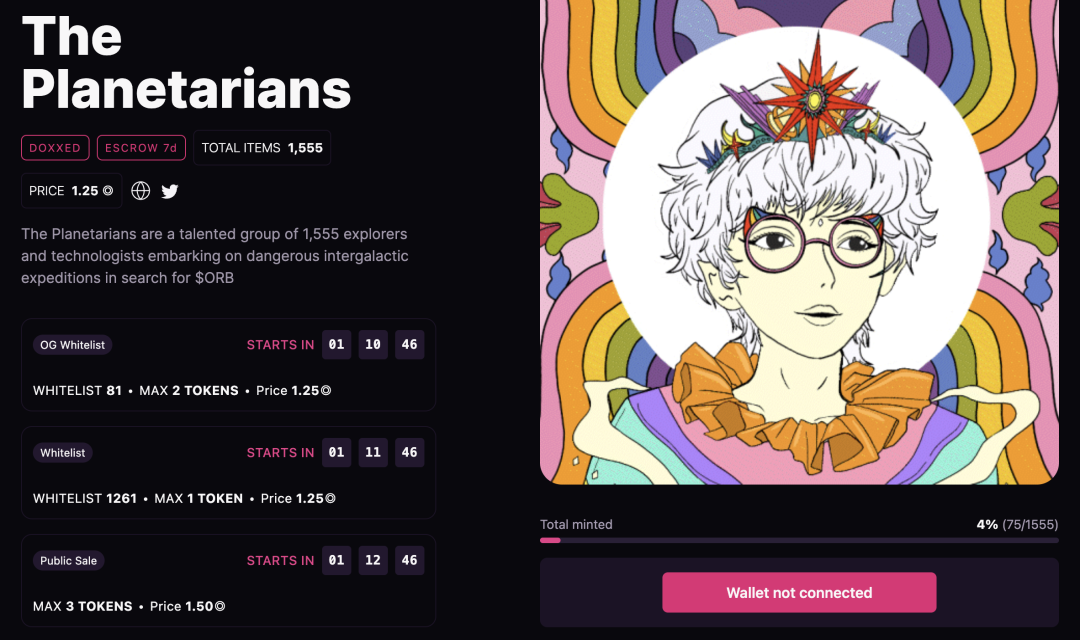 The
Planetarians
DOXXED ESCROW 7d TOTAL ITEMS 1,555
PRICE 1.25 ◎
The Planetarians are a talented group of 1,555 explorers
and technologists embarking on dangerous intergalactic
expeditions in search for $ORB
OG Whitelist STARTS IN 01 10 46
WHITELIST 81 • MAX 2 TOKENS • Price 1.25◎
Whitelist STARTS IN 01 11 46
WHITELIST 1261 • MAX 1 TOKEN • Price 1.25◎
Public Sale STARTS IN 01 12 46
MAX 3 TOKENS • Price 1.50◎
Total minted 4% (75/1555)
Wallet not connected